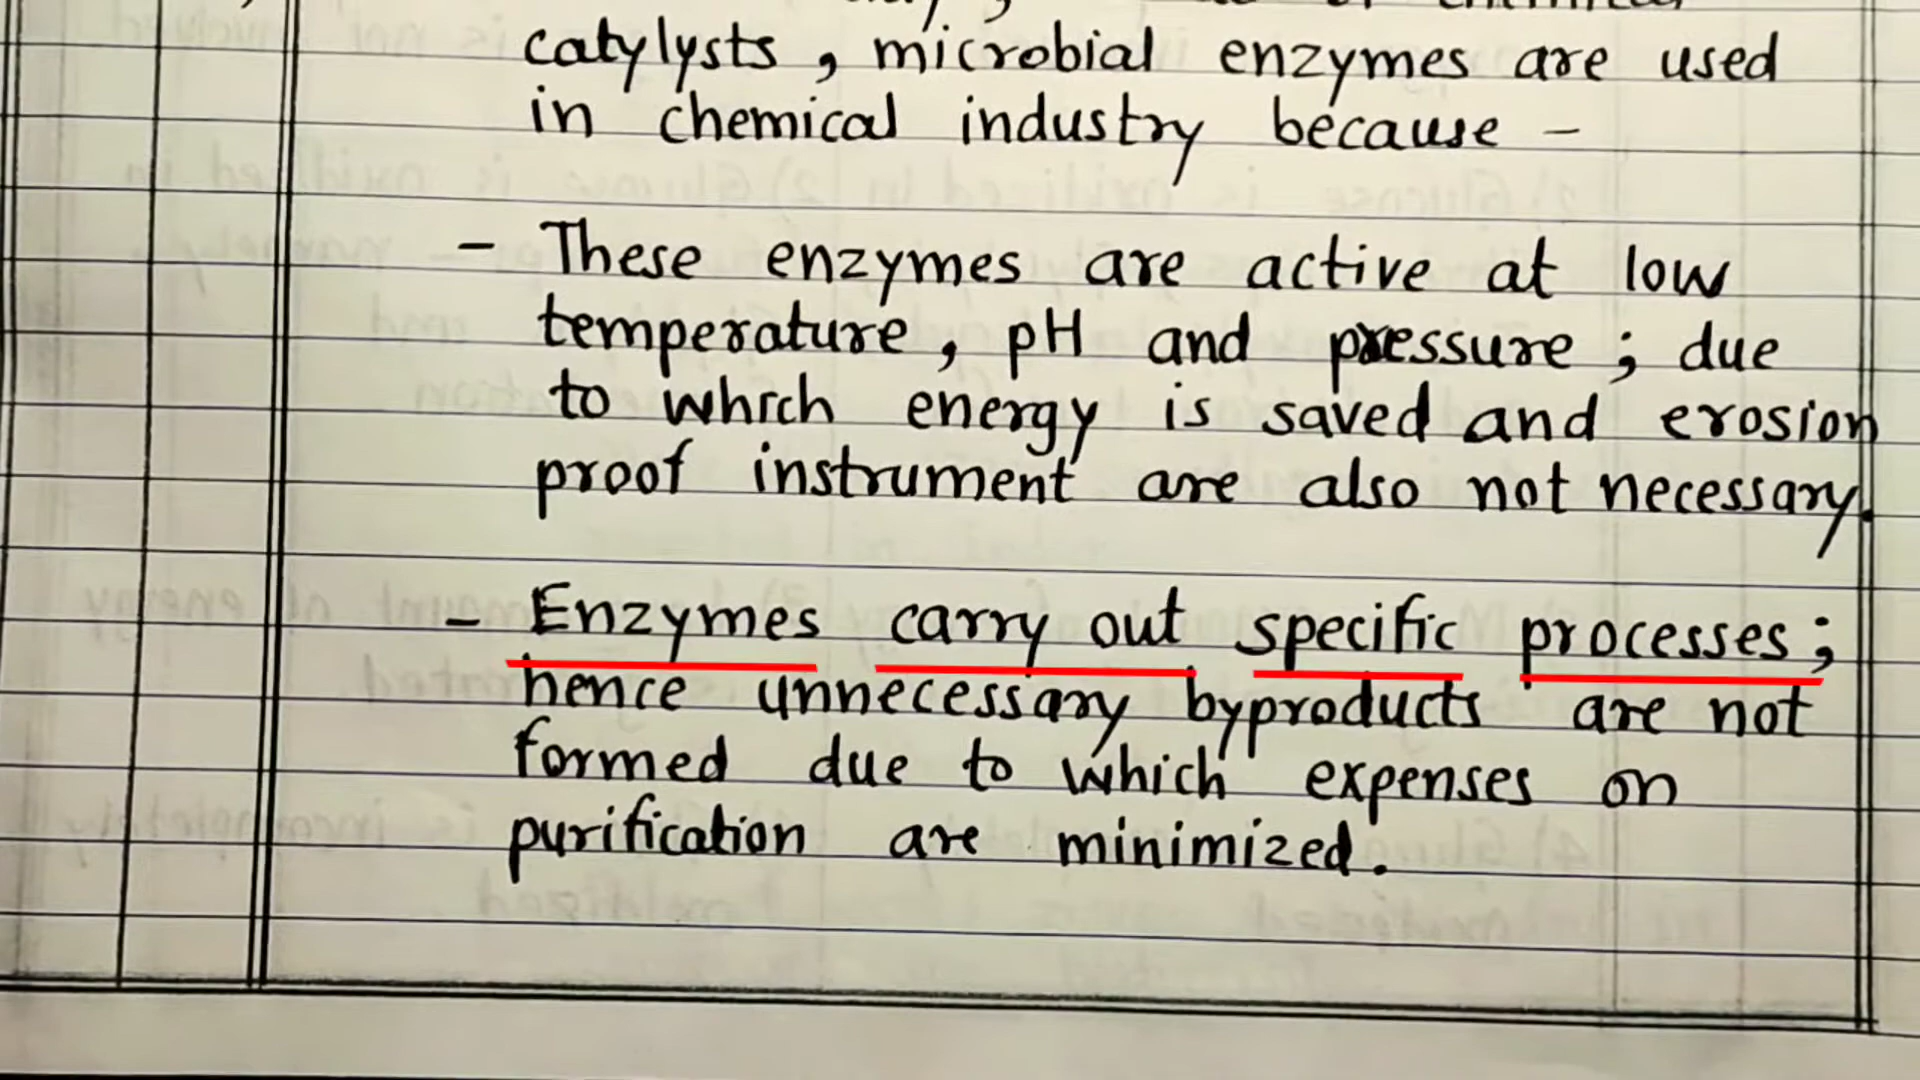 catylysts, microbial enzymes are used
in chemical industry because -
- These enzymes are active at low
temperature, pH and pressure; due
to which energy is saved and erosion
proof instrument are also not necessary.
- Enzymes carry out specific processes;
hence unnecessary byproducts are not
formed due to which expenses on
purification are minimized.